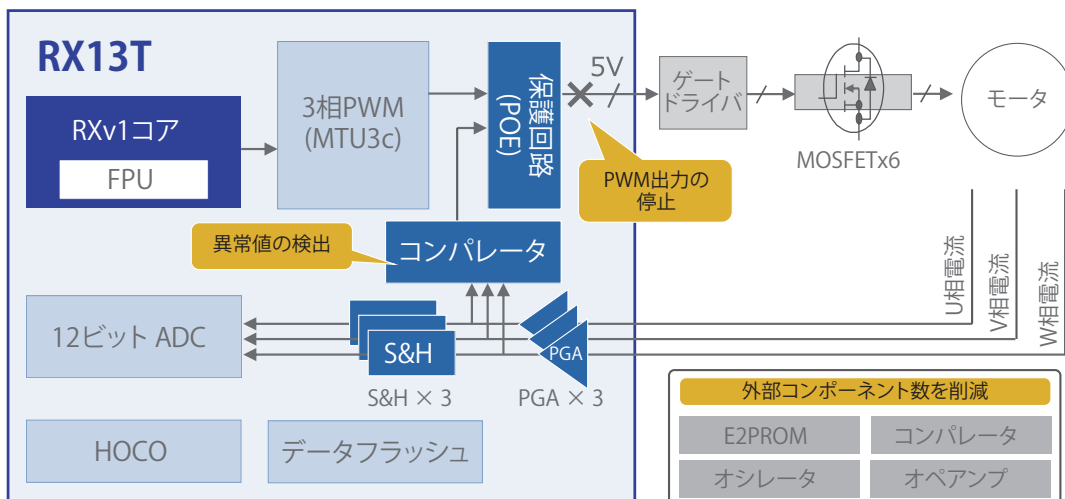 RX13T
RXv1コア
FPU
3相PWM
(MTU3c)
保護回路
(POE)
5V
ゲート
ドライバ
MOSFETx6
モータ
PWM出力の
停止
異常値の検出
コンパレータ
U相電流
V相電流
W相電流
12ビット ADC
S&H
PGA
S&H × 3
PGA × 3
HOCO
データフラッシュ
外部コンポーネント数を削減
E2PROM
コンパレータ
オシレータ
オペアンプ